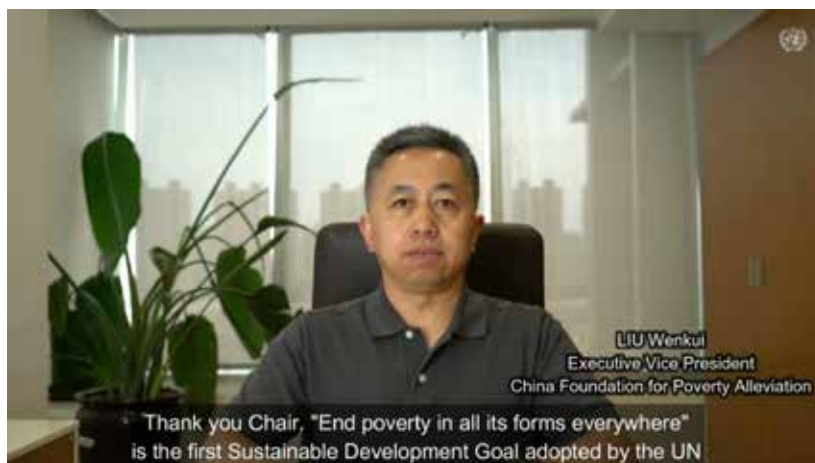 LIU Wenkui
Executive Vice President
China Foundation for Poverty Alleviation
Thank you Chair, "End poverty in all its forms everywhere"
is the first Sustainable Development Goal adopted by the UN